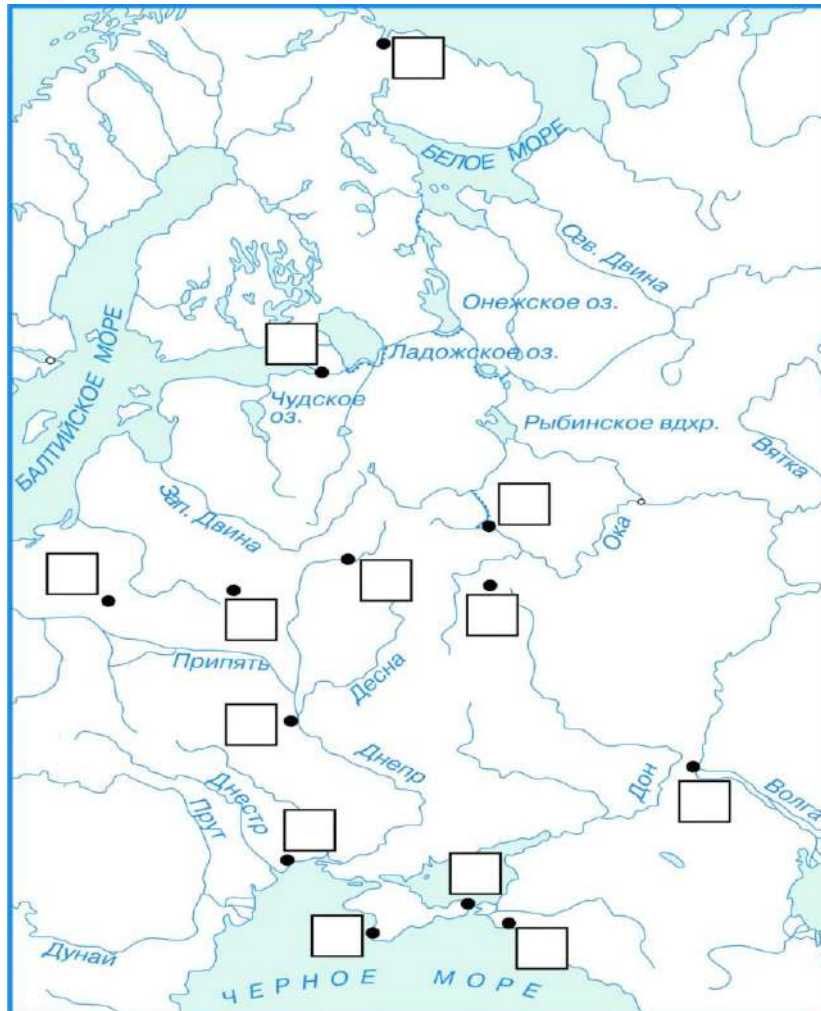 БЕЛОЕ МОРЕ
Сев. Двина
Онежское оз.
Ладожское оз.
Чудское
оз.
БАЛТИЙСКОЕ МОРЕ
Рыбинское вдхр.
Вятка
Зап. Двина
Ока
Припять
Десна
Днепр
Дон
Волга
Днестр
Прут
Дунай
ЧЕРНОЕ МОРЕ